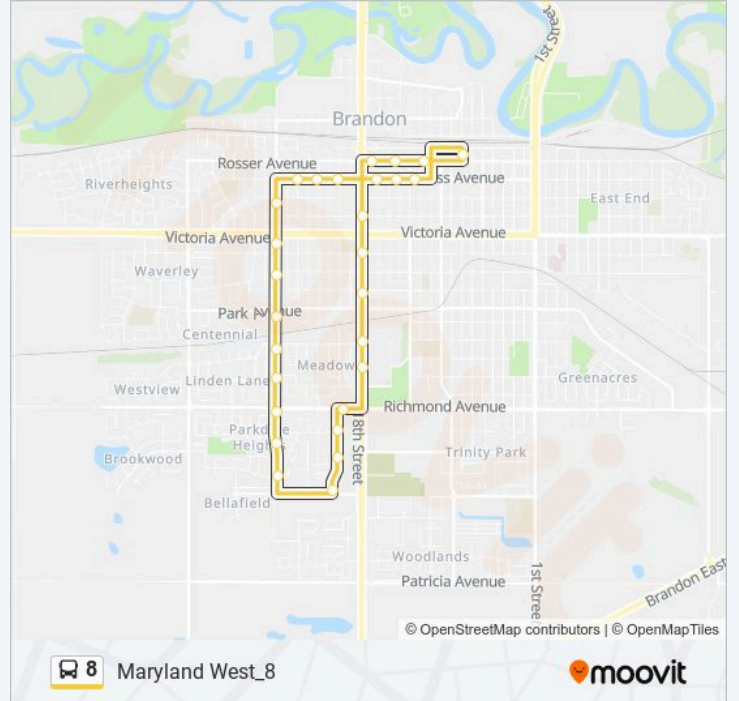 1st Street
Brandon
Rosser Avenue
ss Avenue
Riverheights
East End
Victoria Avenue
Victoria Avenue
Waverley
Park Avenue
Centennial
Meadow
Linden Lane
Westview
Greenacres
Richmond Avenue
8th Street
Parkdale
Heights
Trinity Park
Brookwood
Bellafield
Woodlands
Patricia Avenue
1st Street
Brandon East
© OpenStreetMap contributors | © OpenMapTiles
8 Maryland West_8
moovit